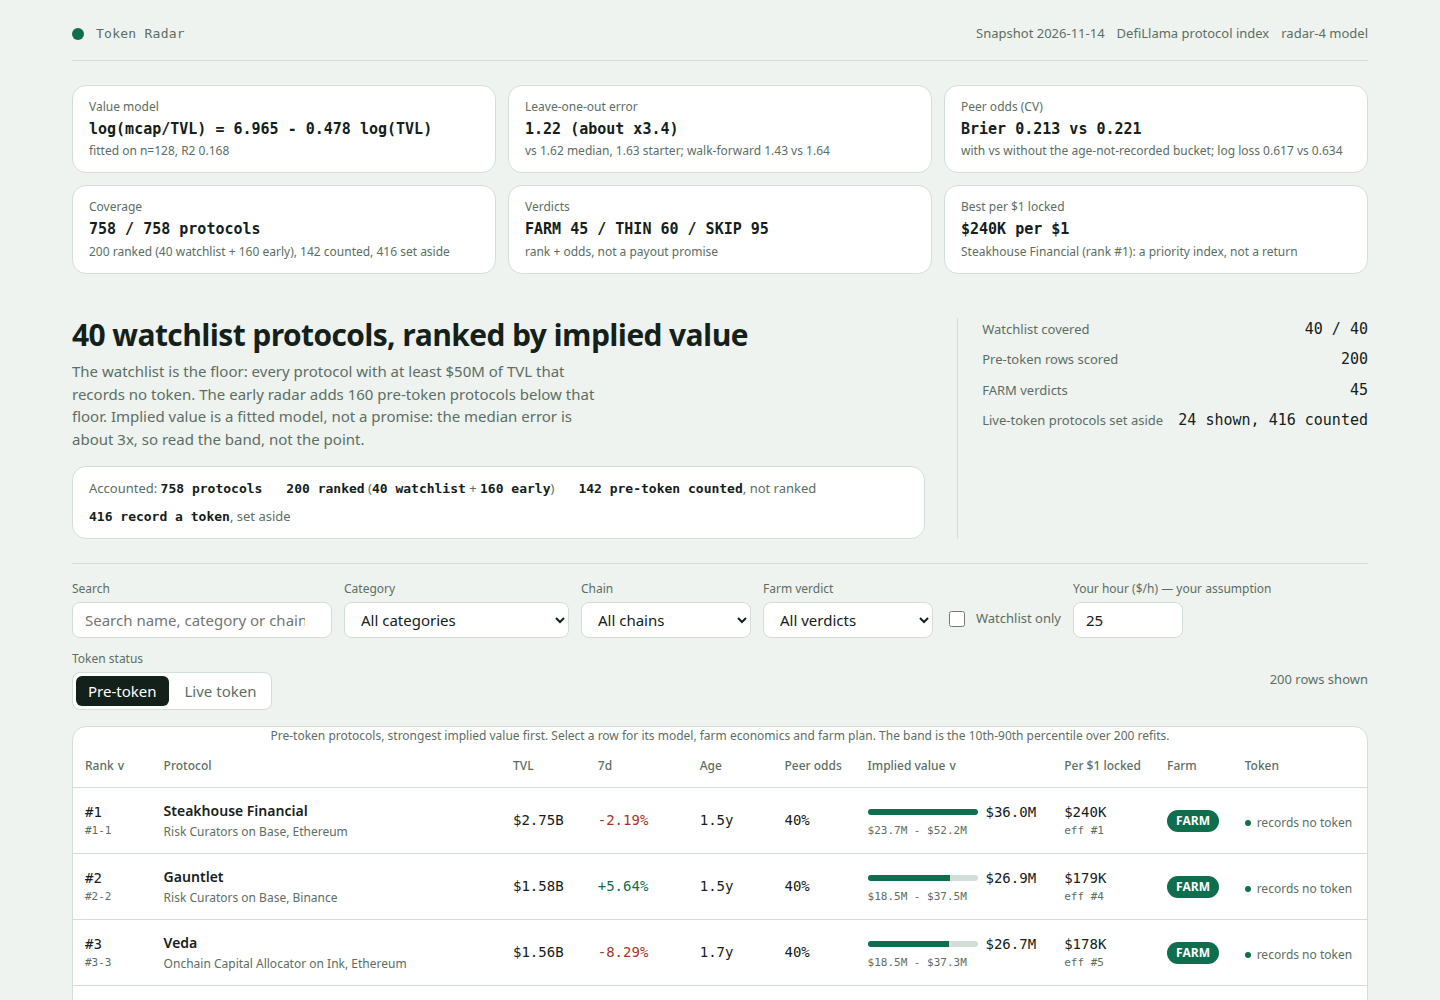 Token Radar
Snapshot 2026-11-14 DefiLlama protocol index radar-4 model
Value model
log(mcap/TVL) = 6.965 - 0.478 log(TVL)
fitted on n=128, R2 0.168
Leave-one-out error
1.22 (about x3.4)
vs 1.62 median, 1.63 starter; walk-forward 1.43 vs 1.64
Peer odds (CV)
Brier 0.213 vs 0.221
with vs without the age-not-recorded bucket; log loss 0.617 vs 0.634
Coverage
758 / 758 protocols
200 ranked (40 watchlist + 160 early), 142 counted, 416 set aside
Verdicts
FARM 45 / THIN 60 / SKIP 95
rank + odds, not a payout promise
Best per $1 locked
$240K per $1
Steakhouse Financial (rank #1): a priority index, not a return
40 watchlist protocols, ranked by implied value
The watchlist is the floor: every protocol with at least $50M of TVL that
records no token. The early radar adds 160 pre-token protocols below that
floor. Implied value is a fitted model, not a promise: the median error is
about 3x, so read the band, not the point.
Watchlist covered 40 / 40
Pre-token rows scored 200
FARM verdicts 45
Live-token protocols set aside 24 shown, 416 counted
Accounted: 758 protocols 200 ranked (40 watchlist + 160 early) 142 pre-token counted, not ranked
416 record a token, set aside
Search
Search name, category or chain
Category
All categories
Chain
All chains
Farm verdict
All verdicts
Watchlist only
Your hour ($/h) — your assumption
25
Token status
Pre-token Live token
200 rows shown
Pre-token protocols, strongest implied value first. Select a row for its model, farm economics and farm plan. The band is the 10th-90th percentile over 200 refits.
Rank v Protocol TVL 7d Age Peer odds Implied value v Per $1 locked Farm Token
#1 Steakhouse Financial $2.75B -2.19% 1.5y 40% $36.0M $240K FARM records no token
#1-1 Risk Curators on Base, Ethereum $23.7M - $52.2M eff #1
#2 Gauntlet $1.58B +5.64% 1.5y 40% $26.9M $179K FARM records no token
#2-2 Risk Curators on Base, Binance $18.5M - $37.5M eff #4
#3 Veda $1.56B -8.29% 1.7y 40% $26.7M $178K FARM records no token
#3-3 Onchain Capital Allocator on Ink, Ethereum $18.5M - $37.3M eff #5